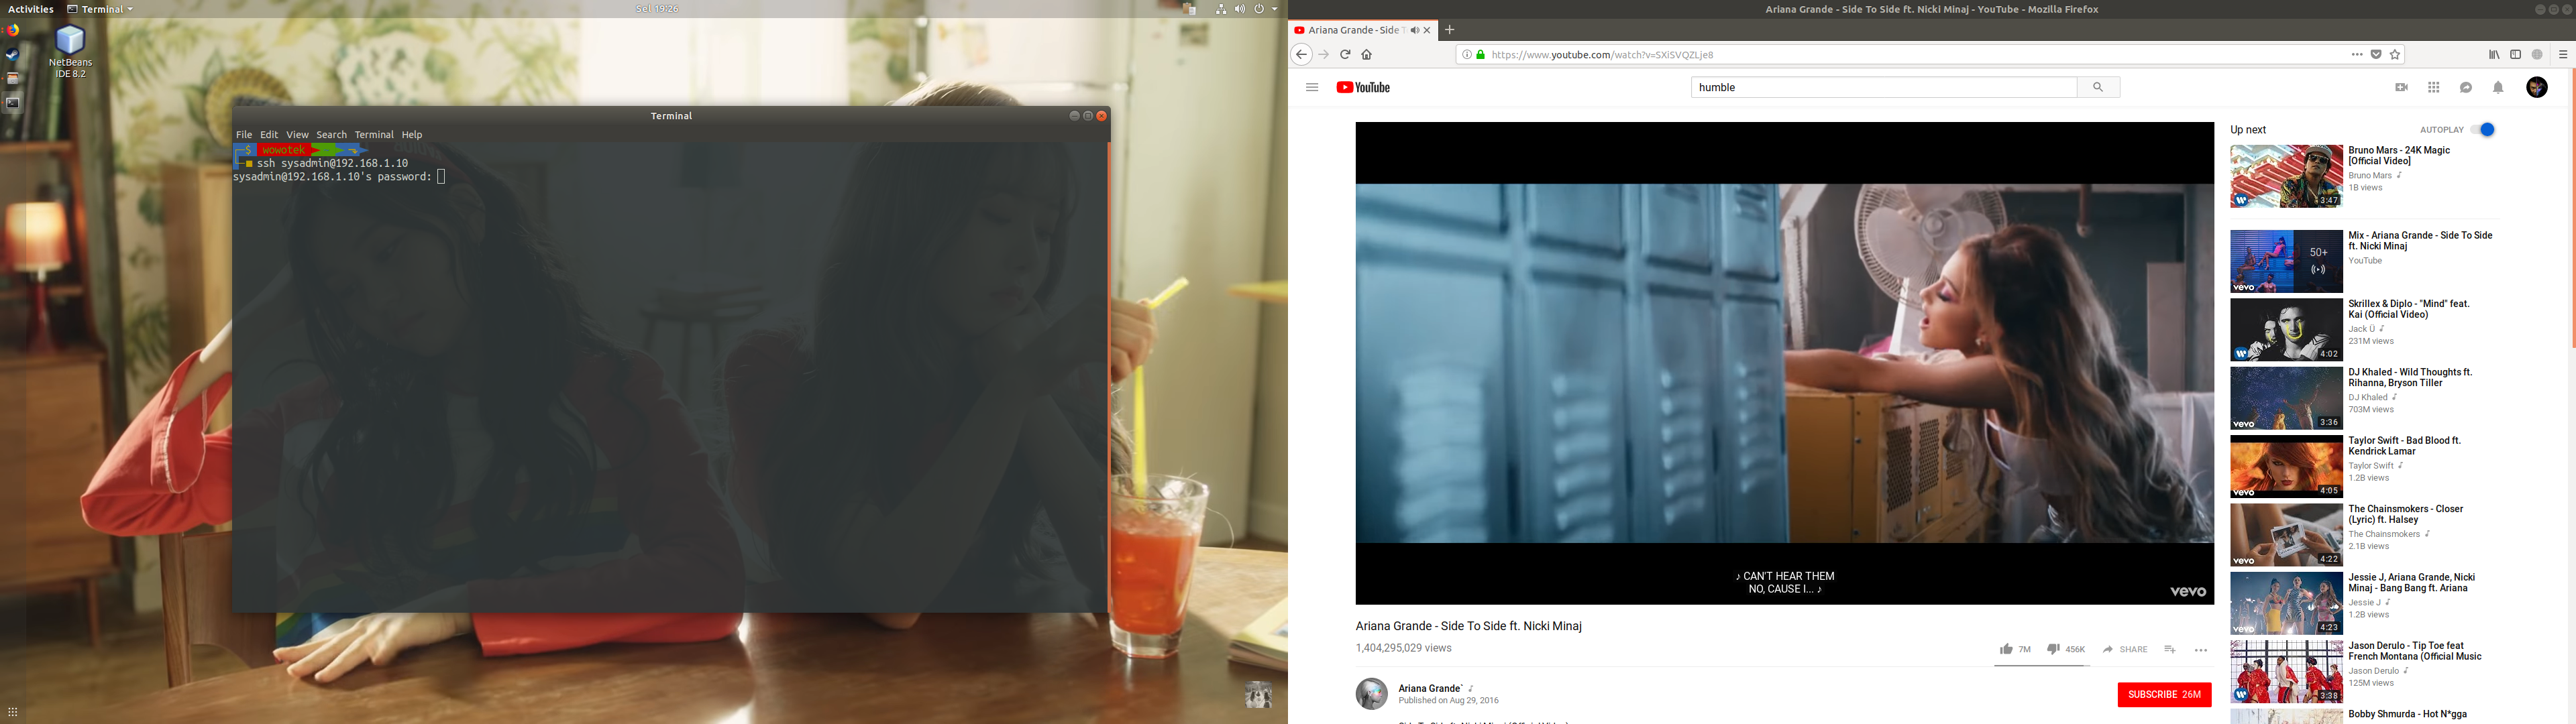 Activities
Terminal
Sel 19:26
NetBeans
IDE 8.2
Terminal
File Edit View Search Terminal Help
$ wowotek ~
ssh sysadmin@192.168.1.10
sysadmin@192.168.1.10's password:
Ariana Grande - Side To Side ft. Nicki Minaj - YouTube - Mozilla Firefox
Ariana Grande - Side T
https://www.youtube.com/watch?v=SXiSVQZLje8
YouTube
humble
♪ CAN'T HEAR THEM
NO, CAUSE I... ♪
vevo
Ariana Grande - Side To Side ft. Nicki Minaj
1,404,295,029 views
7M
456K
SHARE
Ariana Grande`
Published on Aug 29, 2016
SUBSCRIBE 26M
Up next
AUTOPLAY
Bruno Mars - 24K Magic
[Official Video]
Bruno Mars
1B views
3:47
Mix - Ariana Grande - Side To Side
ft. Nicki Minaj
YouTube
50+
vevo
Skrillex & Diplo - "Mind" feat.
Kai (Official Video)
Jack Ü
231M views
4:02
DJ Khaled - Wild Thoughts ft.
Rihanna, Bryson Tiller
DJ Khaled
703M views
3:36
vevo
Taylor Swift - Bad Blood ft.
Kendrick Lamar
Taylor Swift
1.2B views
4:05
vevo
The Chainsmokers - Closer
(Lyric) ft. Halsey
The Chainsmokers
2.1B views
4:22
vevo
Jessie J, Ariana Grande, Nicki
Minaj - Bang Bang ft. Ariana
Jessie J
1.2B views
4:23
vevo
Jason Derulo - Tip Toe feat
French Montana (Official Music
Jason Derulo
125M views
3:38
Bobby Shmurda - Hot N*gga